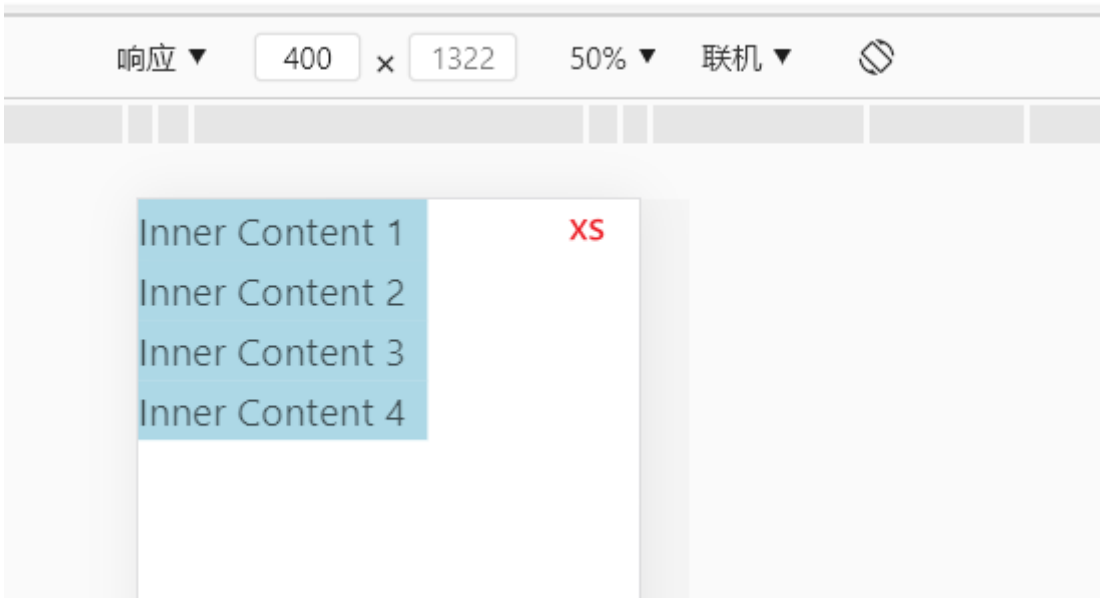 响应 ▼ 400 × 1322 50% ▼ 联机 ▼
Inner Content 1 XS
Inner Content 2
Inner Content 3
Inner Content 4